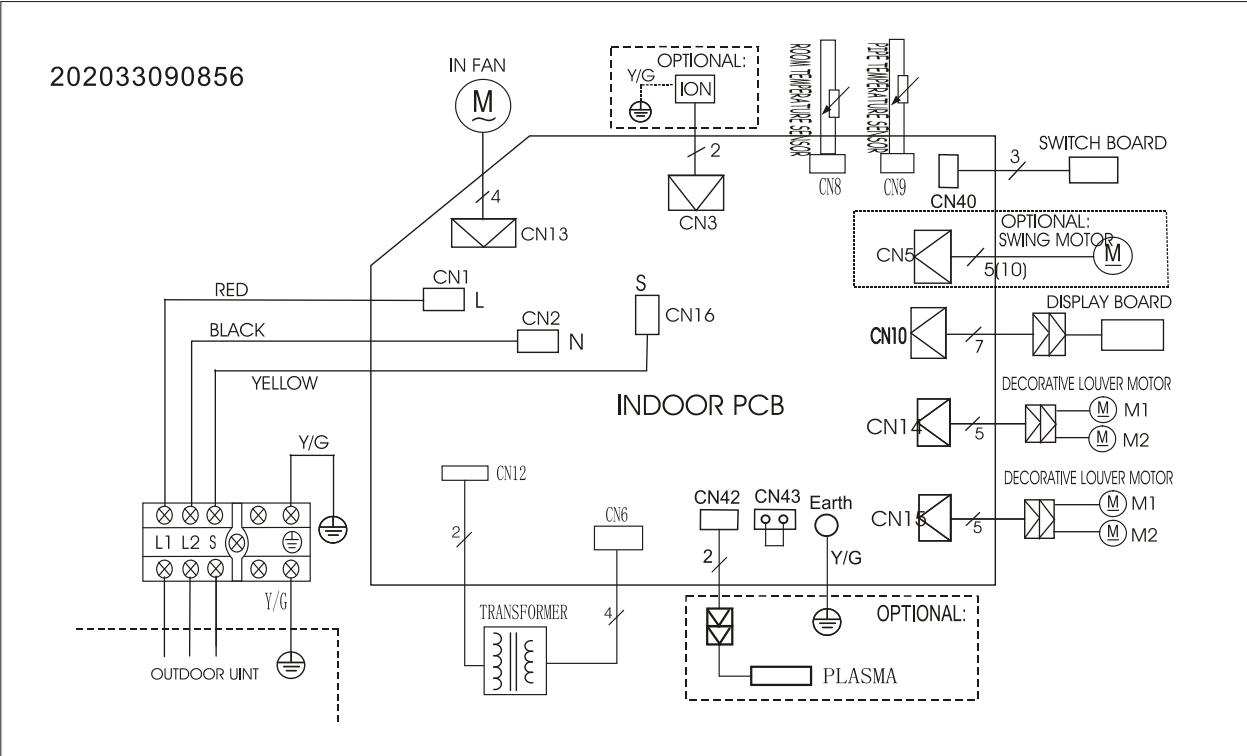 202033090856
IN FAN
M
4
CN13
OPTIONAL:
Y/G
ION
2
CN3
ROOM TEMPERATURE SENSOR
CN8
PIPE TEMPERATURE SENSOR
CN9
CN40
3
SWITCH BOARD
OPTIONAL:
SWING MOTOR
CN5
5(10)
M
RED
CN1
L
BLACK
CN2
N
S
CN16
YELLOW
DISPLAY BOARD
CN10
7
INDOOR PCB
DECORATIVE LOUVER MOTOR
CN14
5
M M1
M M2
DECORATIVE LOUVER MOTOR
CN15
5
M M1
M M2
Y/G
L1 L2 S
Y/G
OUTDOOR UINT
CN12
2
TRANSFORMER
CN6
4
CN42
2
CN43
Earth
Y/G
OPTIONAL:
PLASMA